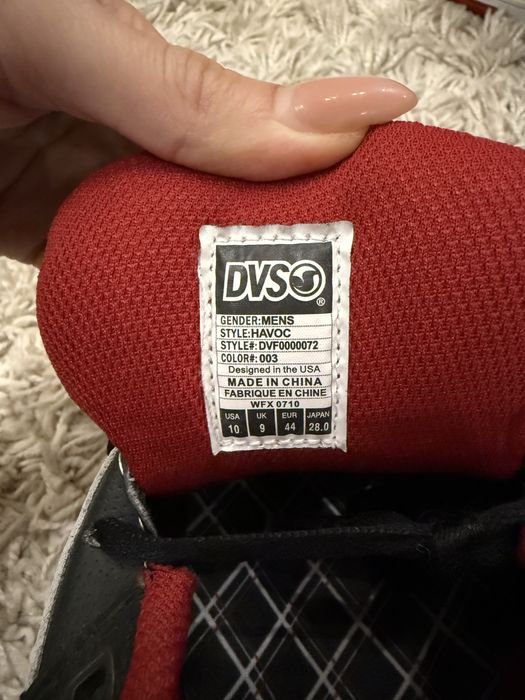 DVS®
GENDER:MENS
STYLE:HAVOC
STYLE#:DVF0000072
COLOR#:003
Designed in the USA
MADE IN CHINA
FABRIQUE EN CHINE
WFX 0710
USA UK EUR JAPAN
10 9 44 28.0